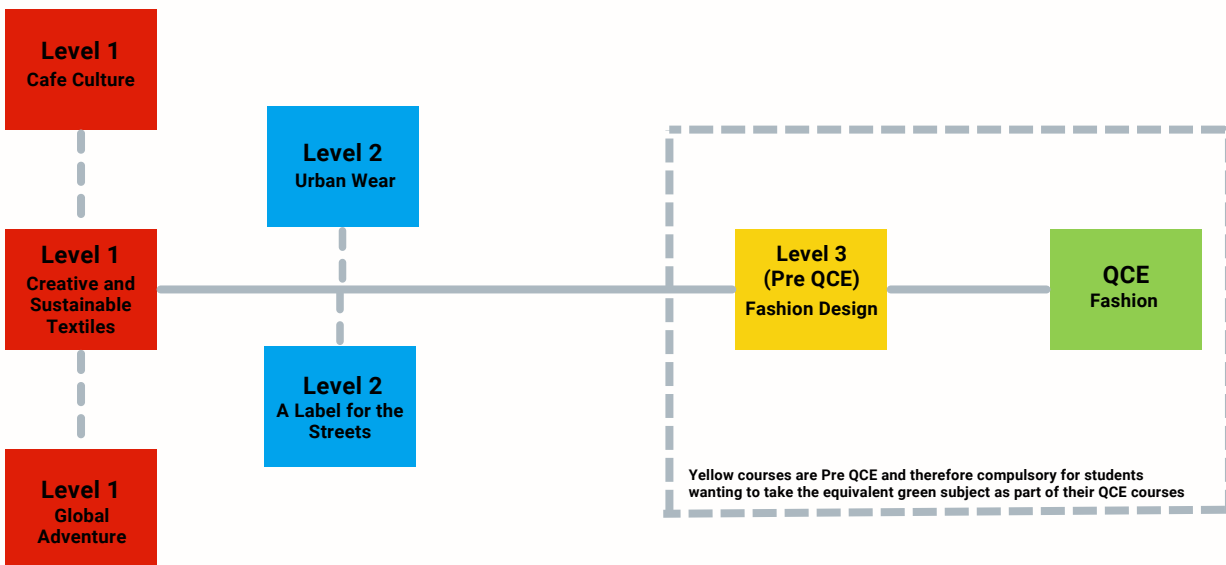 Level 1
Cafe Culture
Level 2
Urban Wear
Level 1
Creative and
Sustainable
Textiles
Level 3
(Pre QCE)
Fashion Design
QCE
Fashion
Level 2
A Label for the
Streets
Level 1
Global
Adventure
Yellow courses are Pre QCE and therefore compulsory for students
wanting to take the equivalent green subject as part of their QCE courses